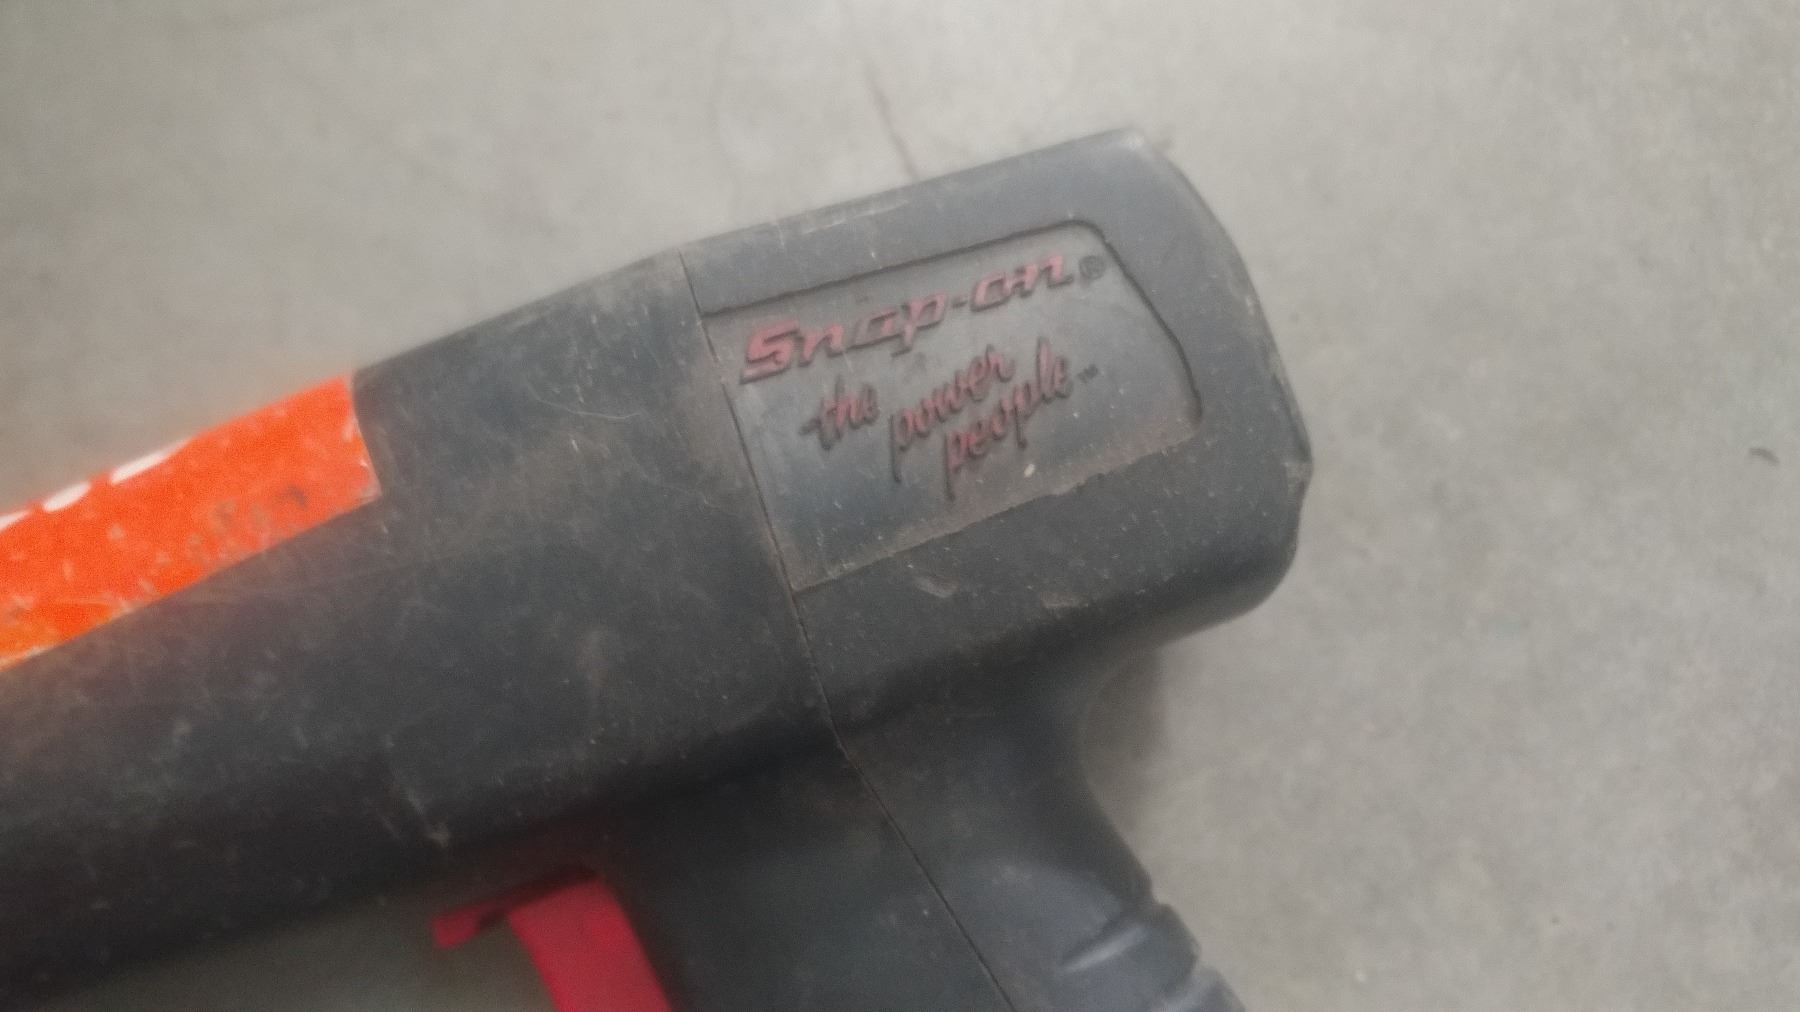 Snap-on®
the power
people™